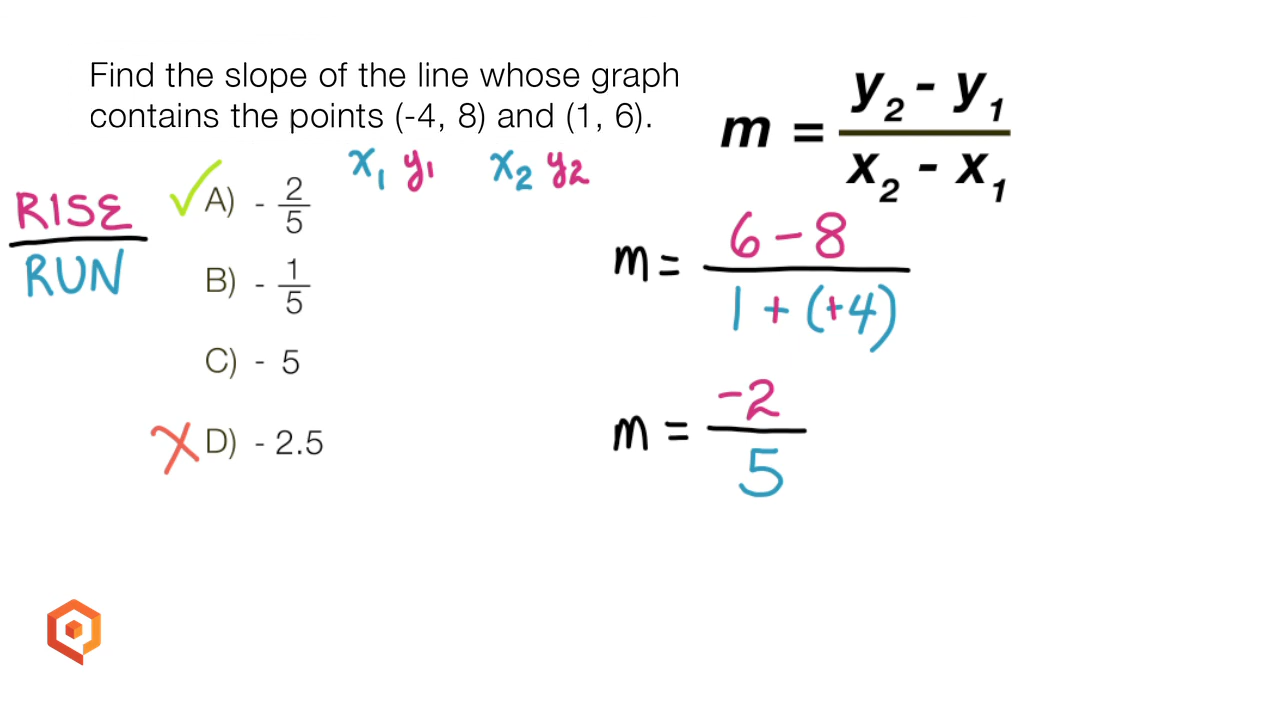 Find the slope of the line whose graph
contains the points (-4, 8) and (1, 6).
x₁ y₁ x₂ y₂
RISE
RUN
✓ A) - 2/5
B) - 1/5
C) - 5
X D) - 2.5
m = y₂ - y₁
x₂ - x₁
m = 6 - 8
1 + (+4)
m = -2
5